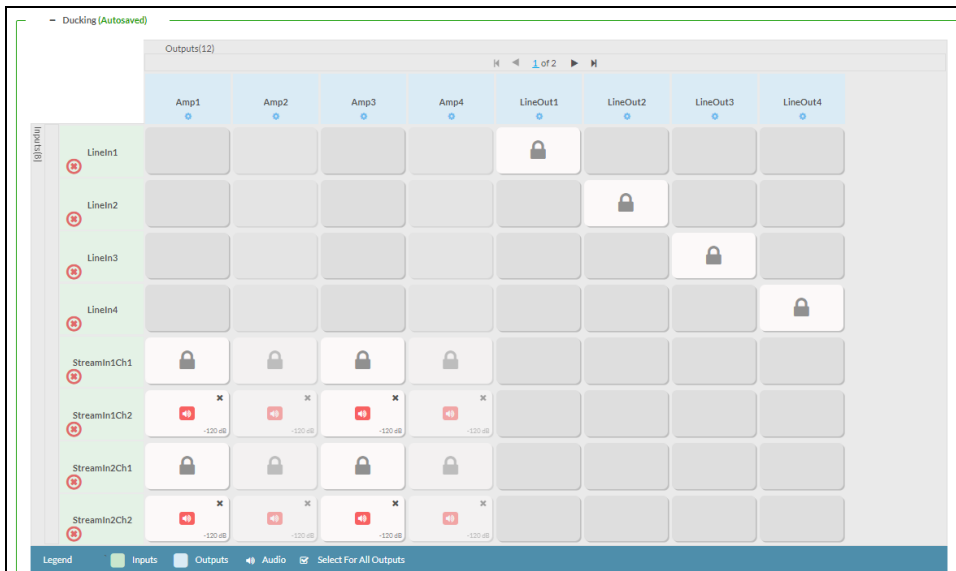 − Ducking (Autosaved)
Outputs(12)
1 of 2
Amp1 Amp2 Amp3 Amp4 LineOut1 LineOut2 LineOut3 LineOut4
Inputs(8)
LineIn1
LineIn2
LineIn3
LineIn4
StreamIn1Ch1
StreamIn1Ch2
-120 dB -120 dB -120 dB -120 dB
StreamIn2Ch1
StreamIn2Ch2
-120 dB -120 dB -120 dB -120 dB
Legend Inputs Outputs Audio Select For All Outputs